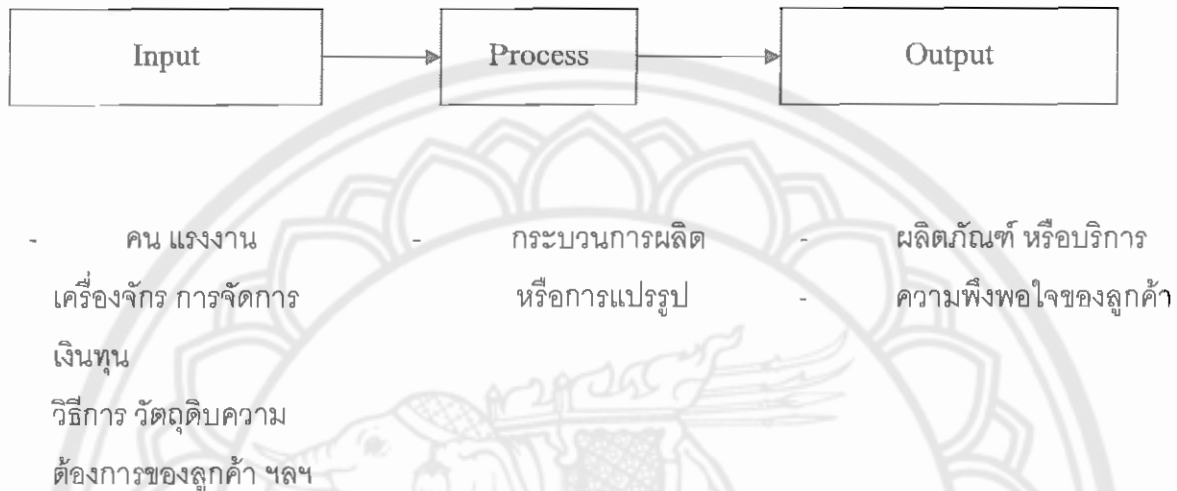 Input
Process
Output
- คน แรงงาน
เครื่องจักร การจัดการ
เงินทุน
วิธีการ วัตถุดิบความ
ต้องการของลูกค้า ฯลฯ
- กระบวนการผลิต
หรือการแปรรูป
- ผลิตภัณฑ์ หรือบริการ
- ความพึงพอใจของลูกค้า